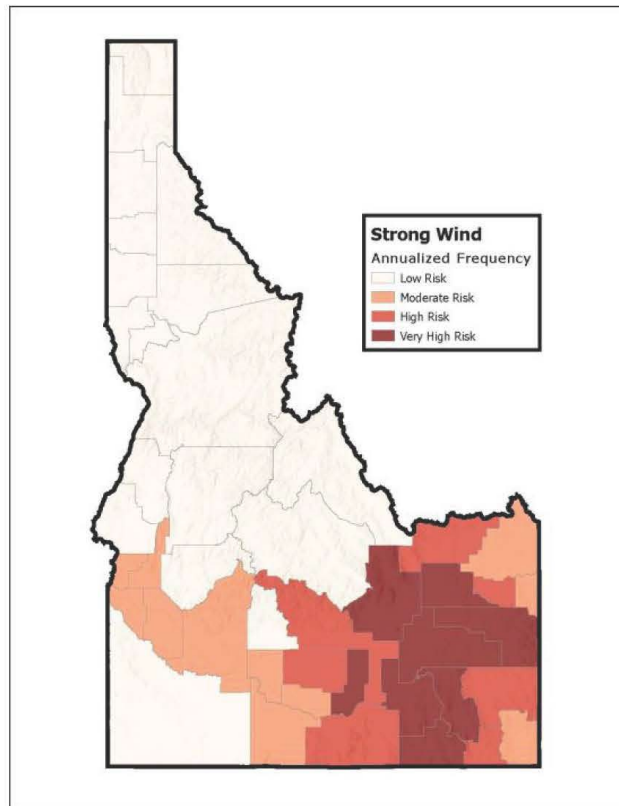 Strong Wind
Annualized Frequency
Low Risk
Moderate Risk
High Risk
Very High Risk